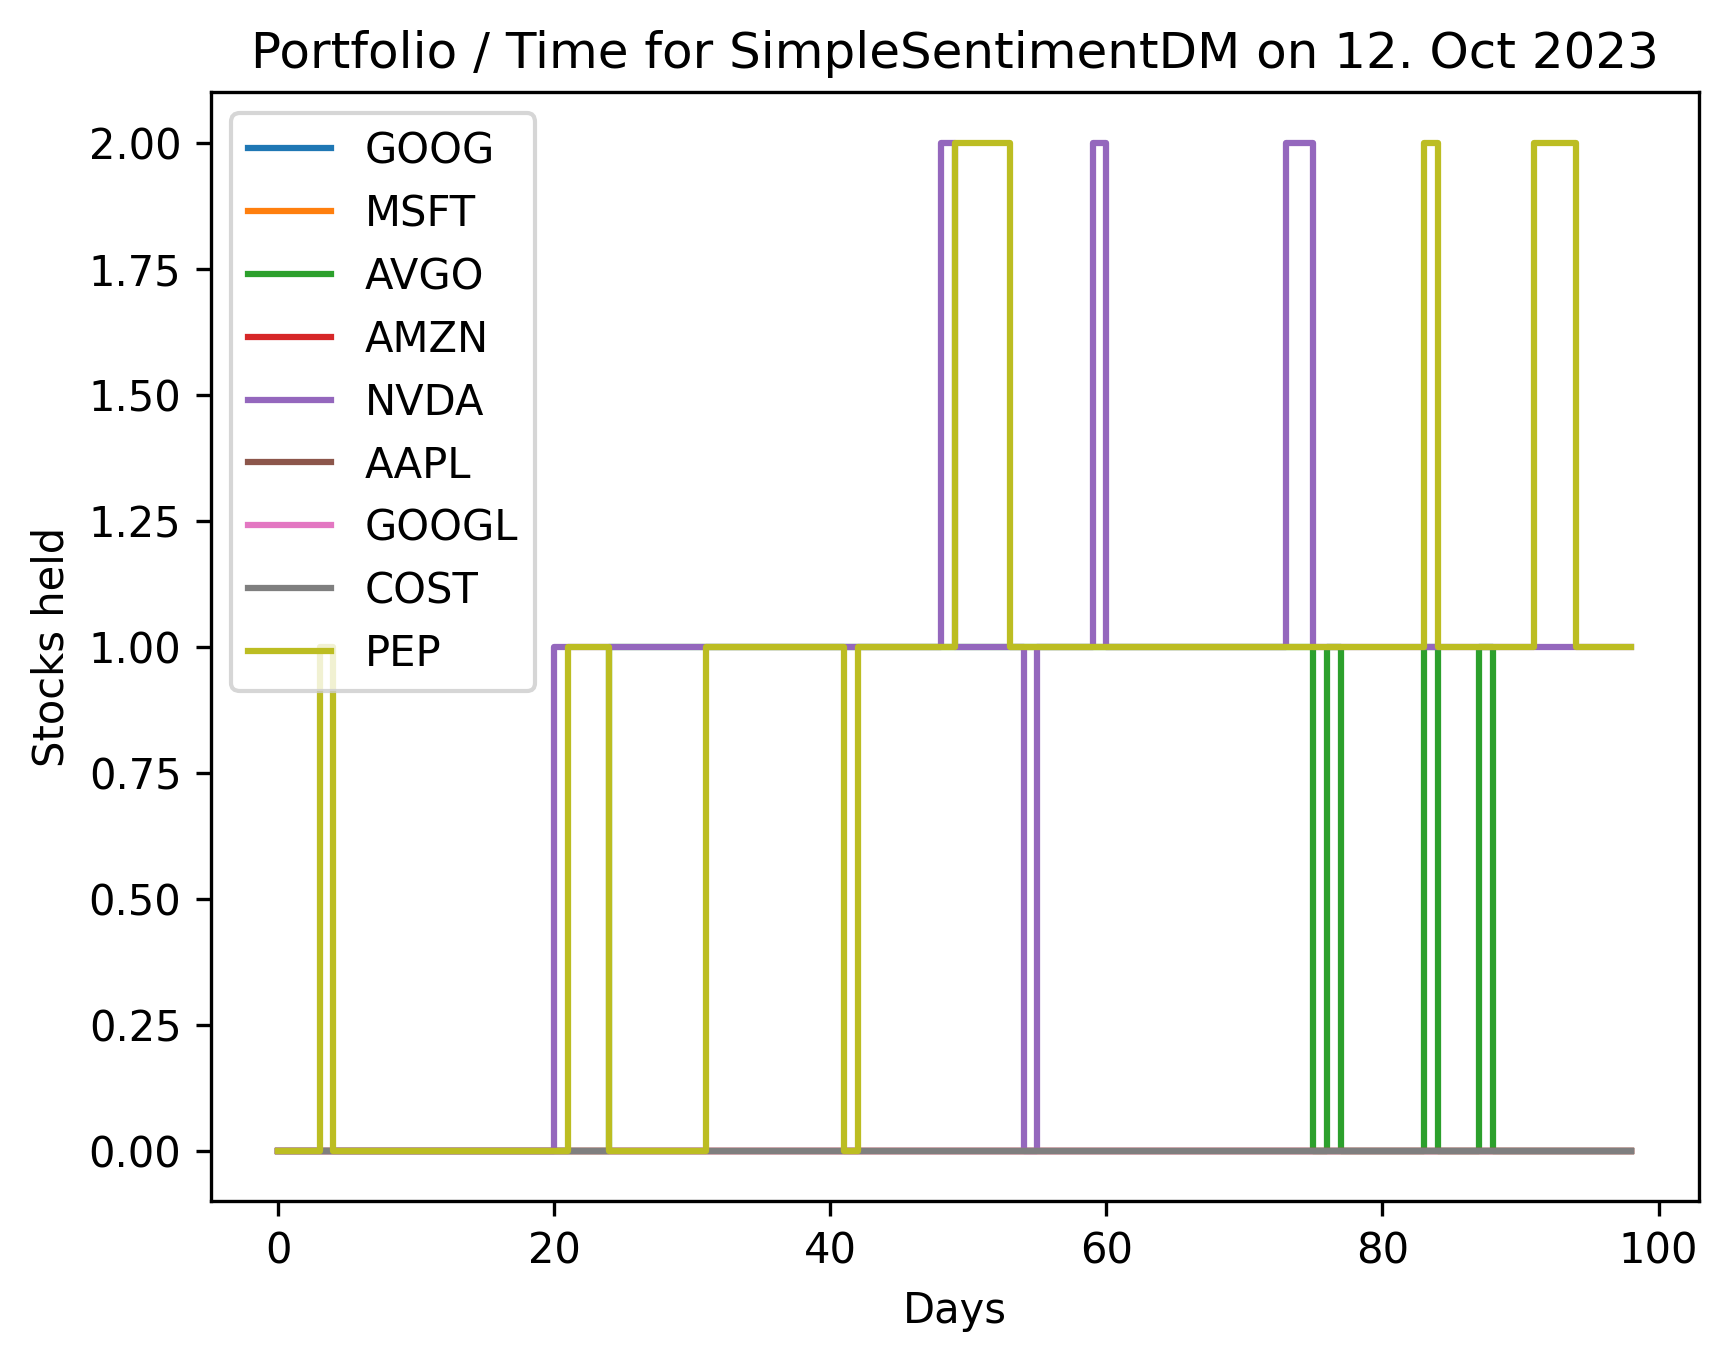 Portfolio / Time for SimpleSentimentDM on 12. Oct 2023
GOOG
MSFT
AVGO
AMZN
NVDA
AAPL
GOOGL
COST
PEP
2.00
1.75
1.50
1.25
1.00
0.75
0.50
0.25
0.00
Stocks held
0 20 40 60 80 100
Days